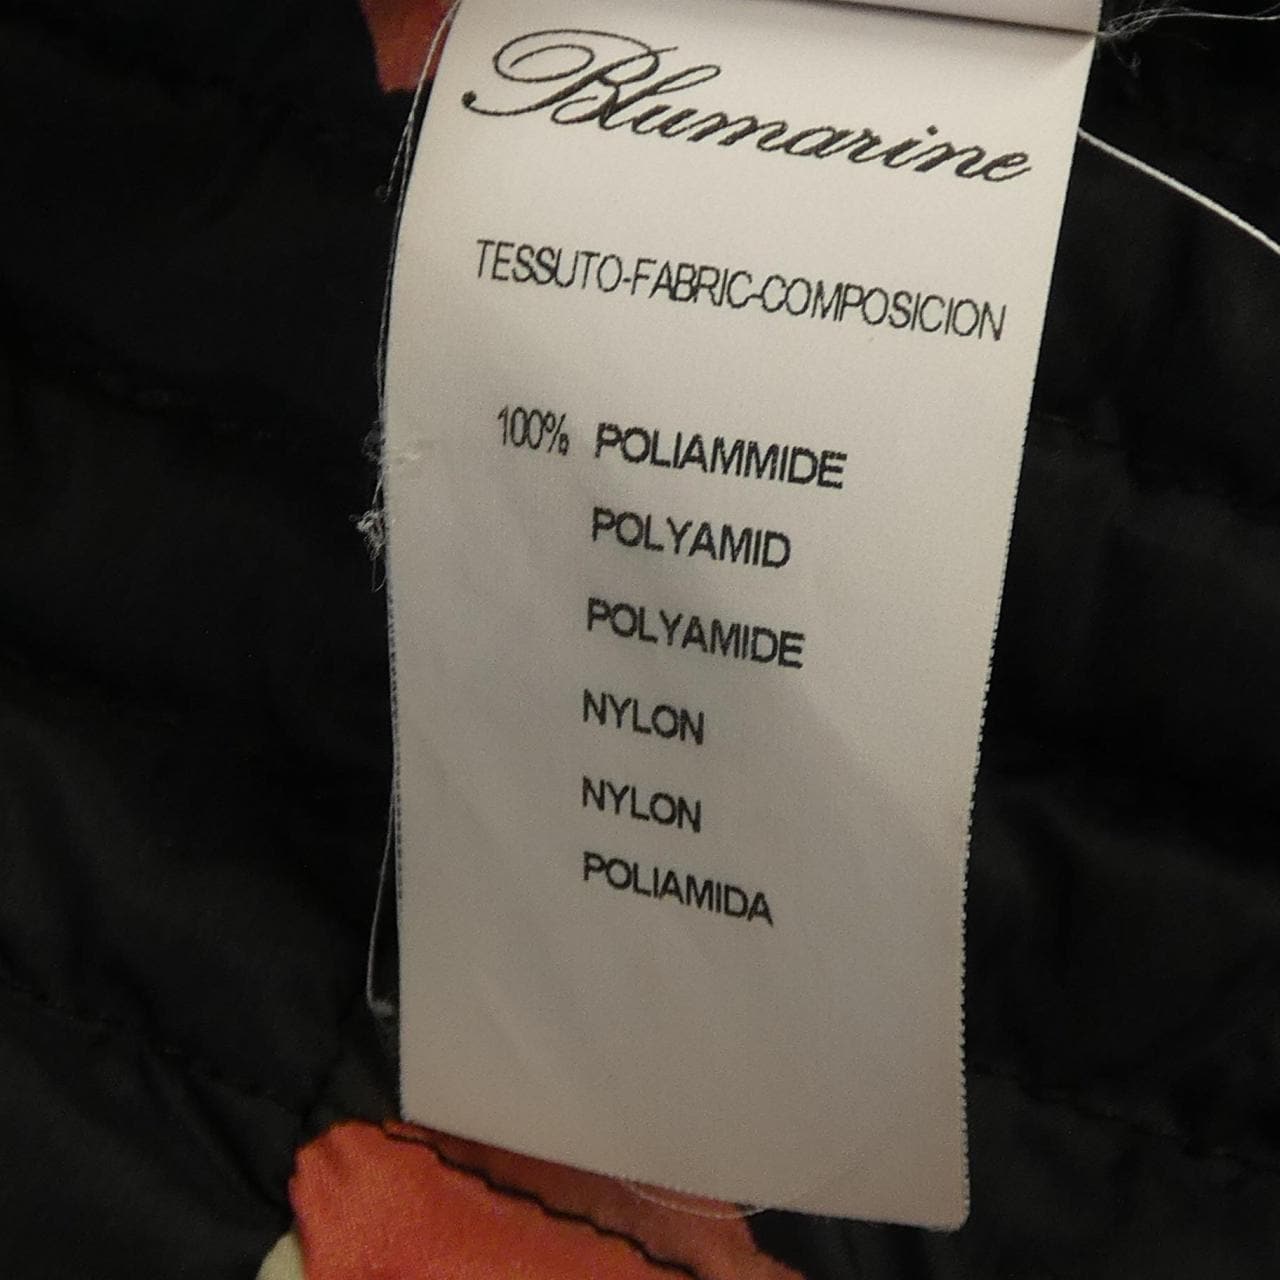 Blumarine
TESSUTO-FABRIC-COMPOSICION
100% POLIAMMIDE
POLYAMID
POLYAMIDE
NYLON
NYLON
POLIAMIDA